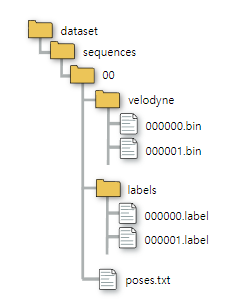 dataset
sequences
00
velodyne
000000.bin
000001.bin
labels
000000.label
000001.label
poses.txt